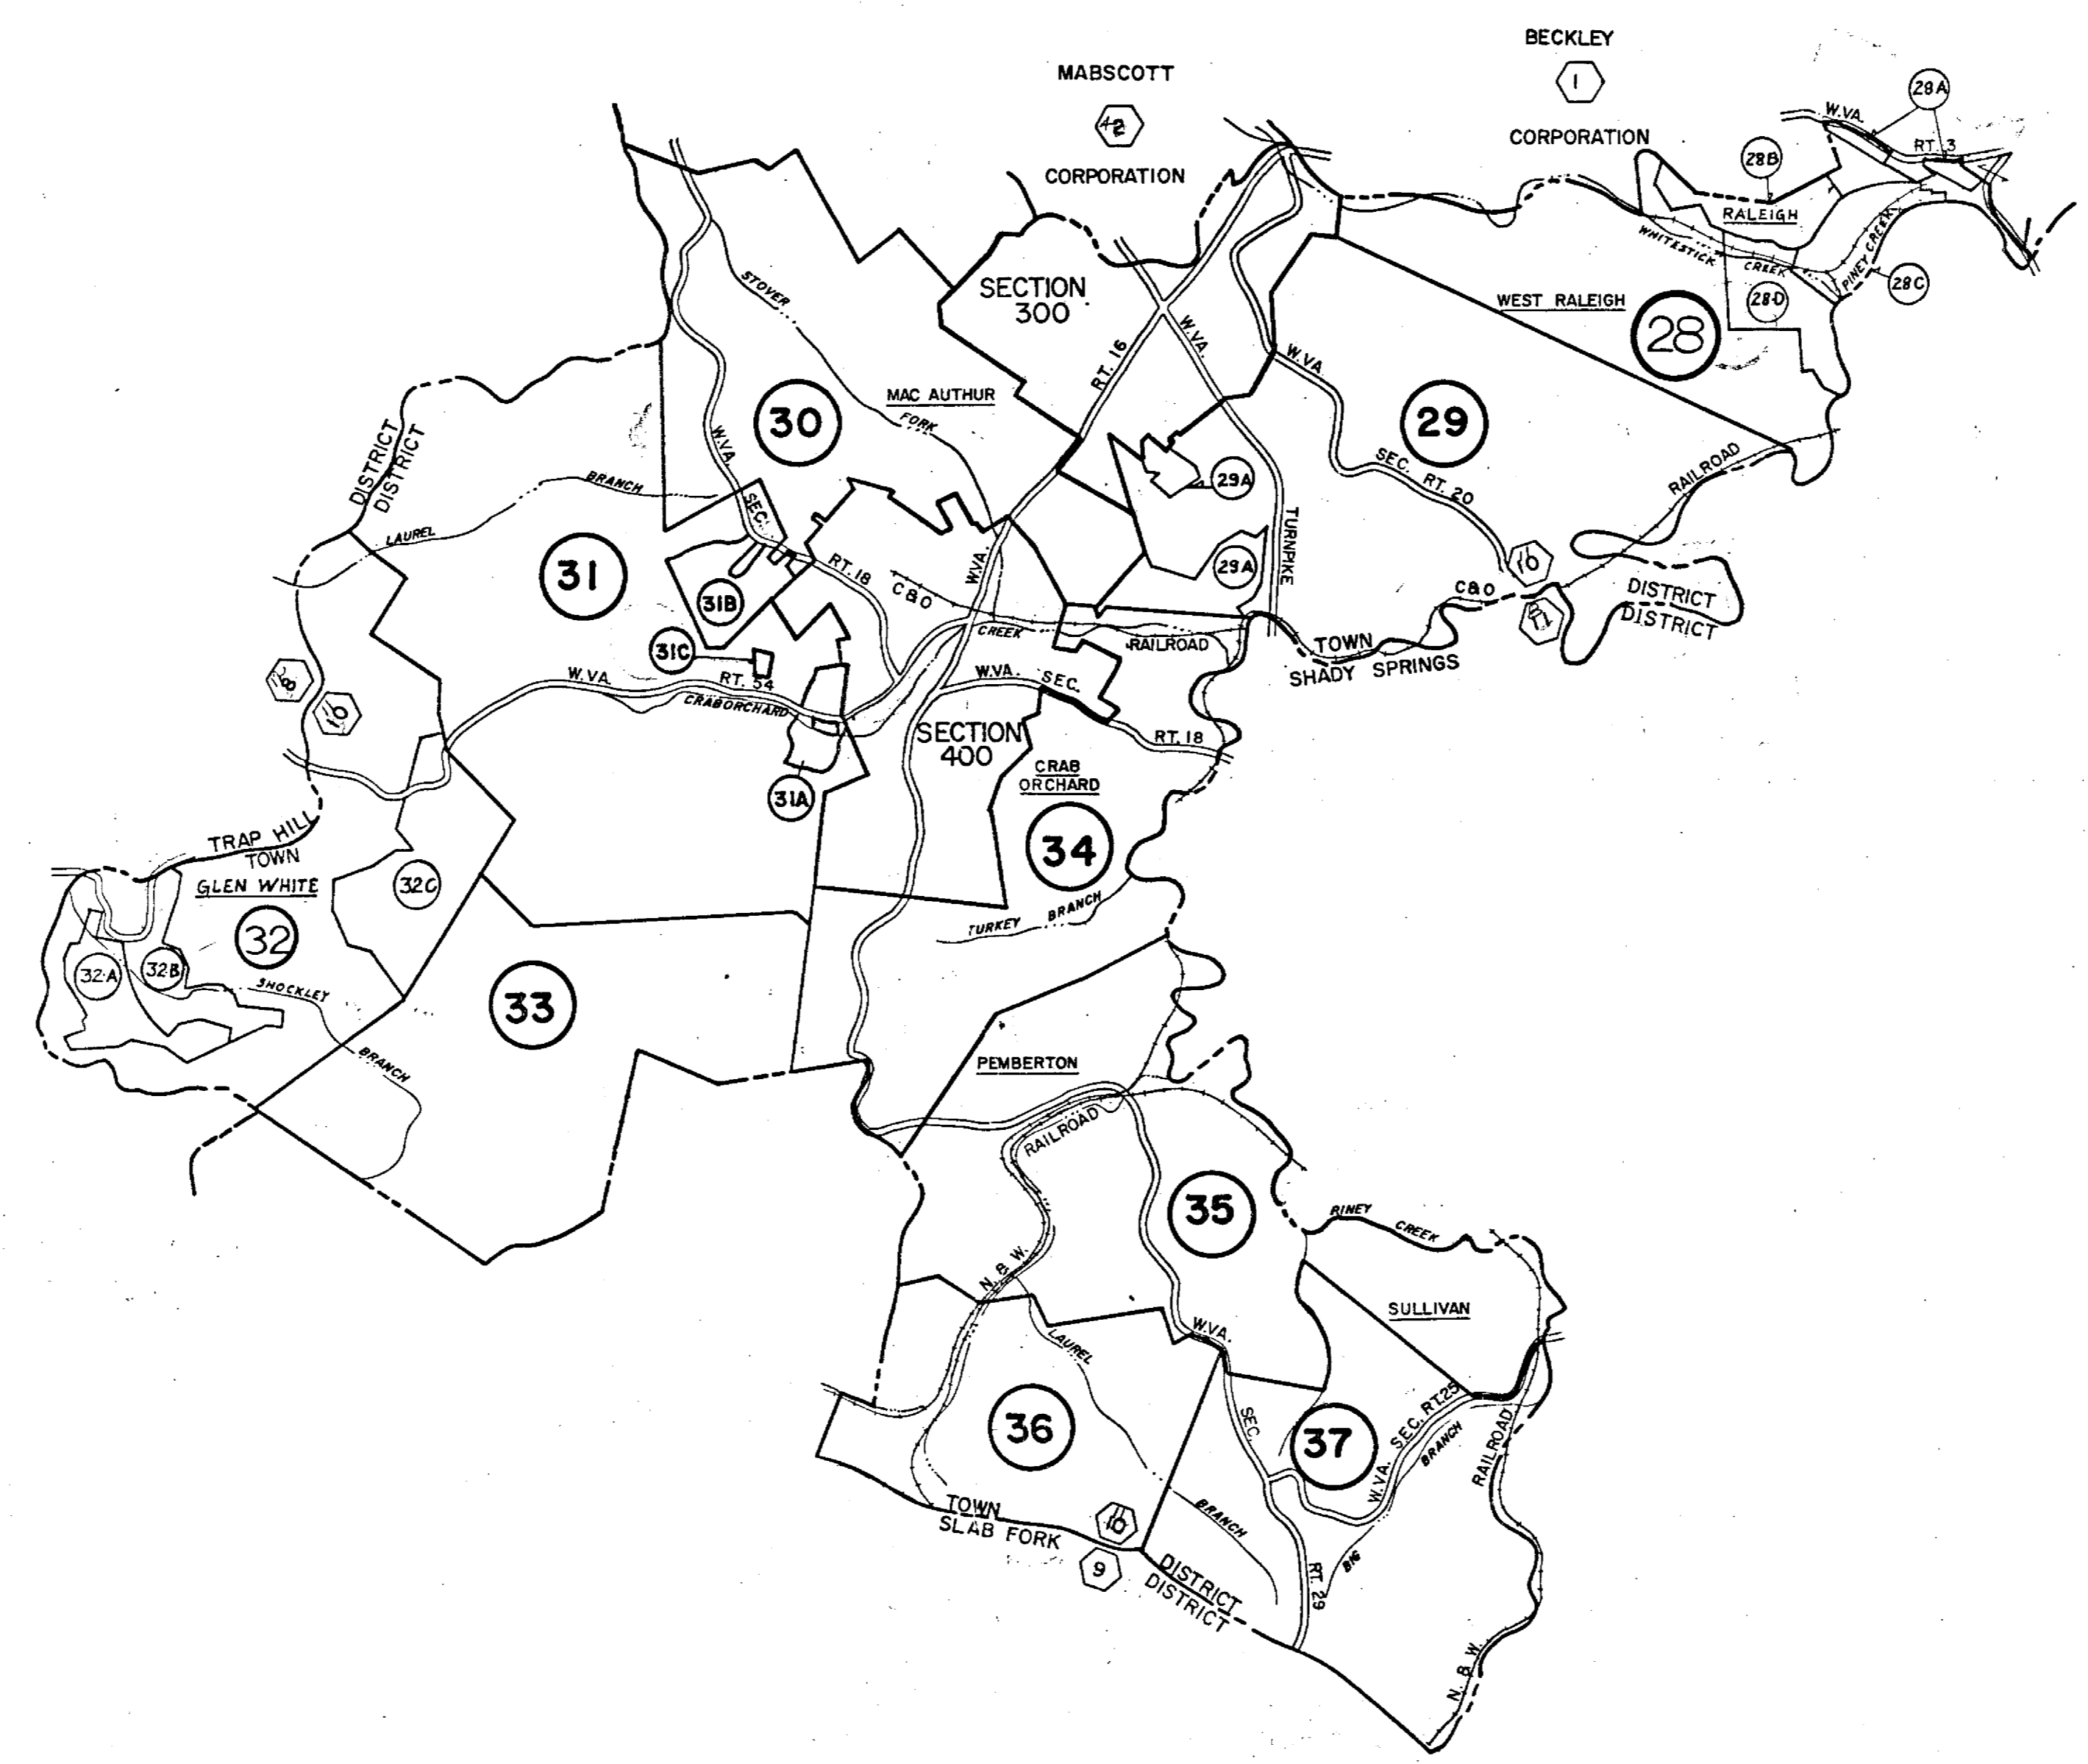 BECKLEY
1
CORPORATION
MABSCOTT
CORPORATION
28A
W.VA.
RT. 3
28B
RALEIGH
WHITESTICK
CREEK
PINEY CREEK
28C
28D
WEST RALEIGH
28
SECTION
300
STOVER
FORK
MAC AUTHUR
30
RT. 16
W.VA.
TURNPIKE
W.VA.
SEC. RT. 20
29
29A
29A
RAILROAD
C&O
DISTRICT
DISTRICT
TOWN
SHADY SPRINGS
DISTRICT
DISTRICT
LAUREL
BRANCH
W.VA.
SEC.
RT. 18
31
31B
31C
C&O
W.VA.
CREEK
RAILROAD
W.VA.
RT. 54
CRABORCHARD
W.VA. SEC.
RT. 18
31A
SECTION
400
CRAB
ORCHARD
34
TURKEY BRANCH
TRAP HILL
TOWN
GLEN WHITE
32
32C
32A
32B
SHOCKLEY
BRANCH
33
PEMBERTON
RAILROAD
35
N. & W.
PINEY CREEK
SULLIVAN
W.VA.
LAUREL
BRANCH
36
SEC.
RT. 29
37
W.VA. SEC. RT.25
BIG
BRANCH
RAILROAD
N. & W.
TOWN
SLAB FORK
9
DISTRICT
DISTRICT